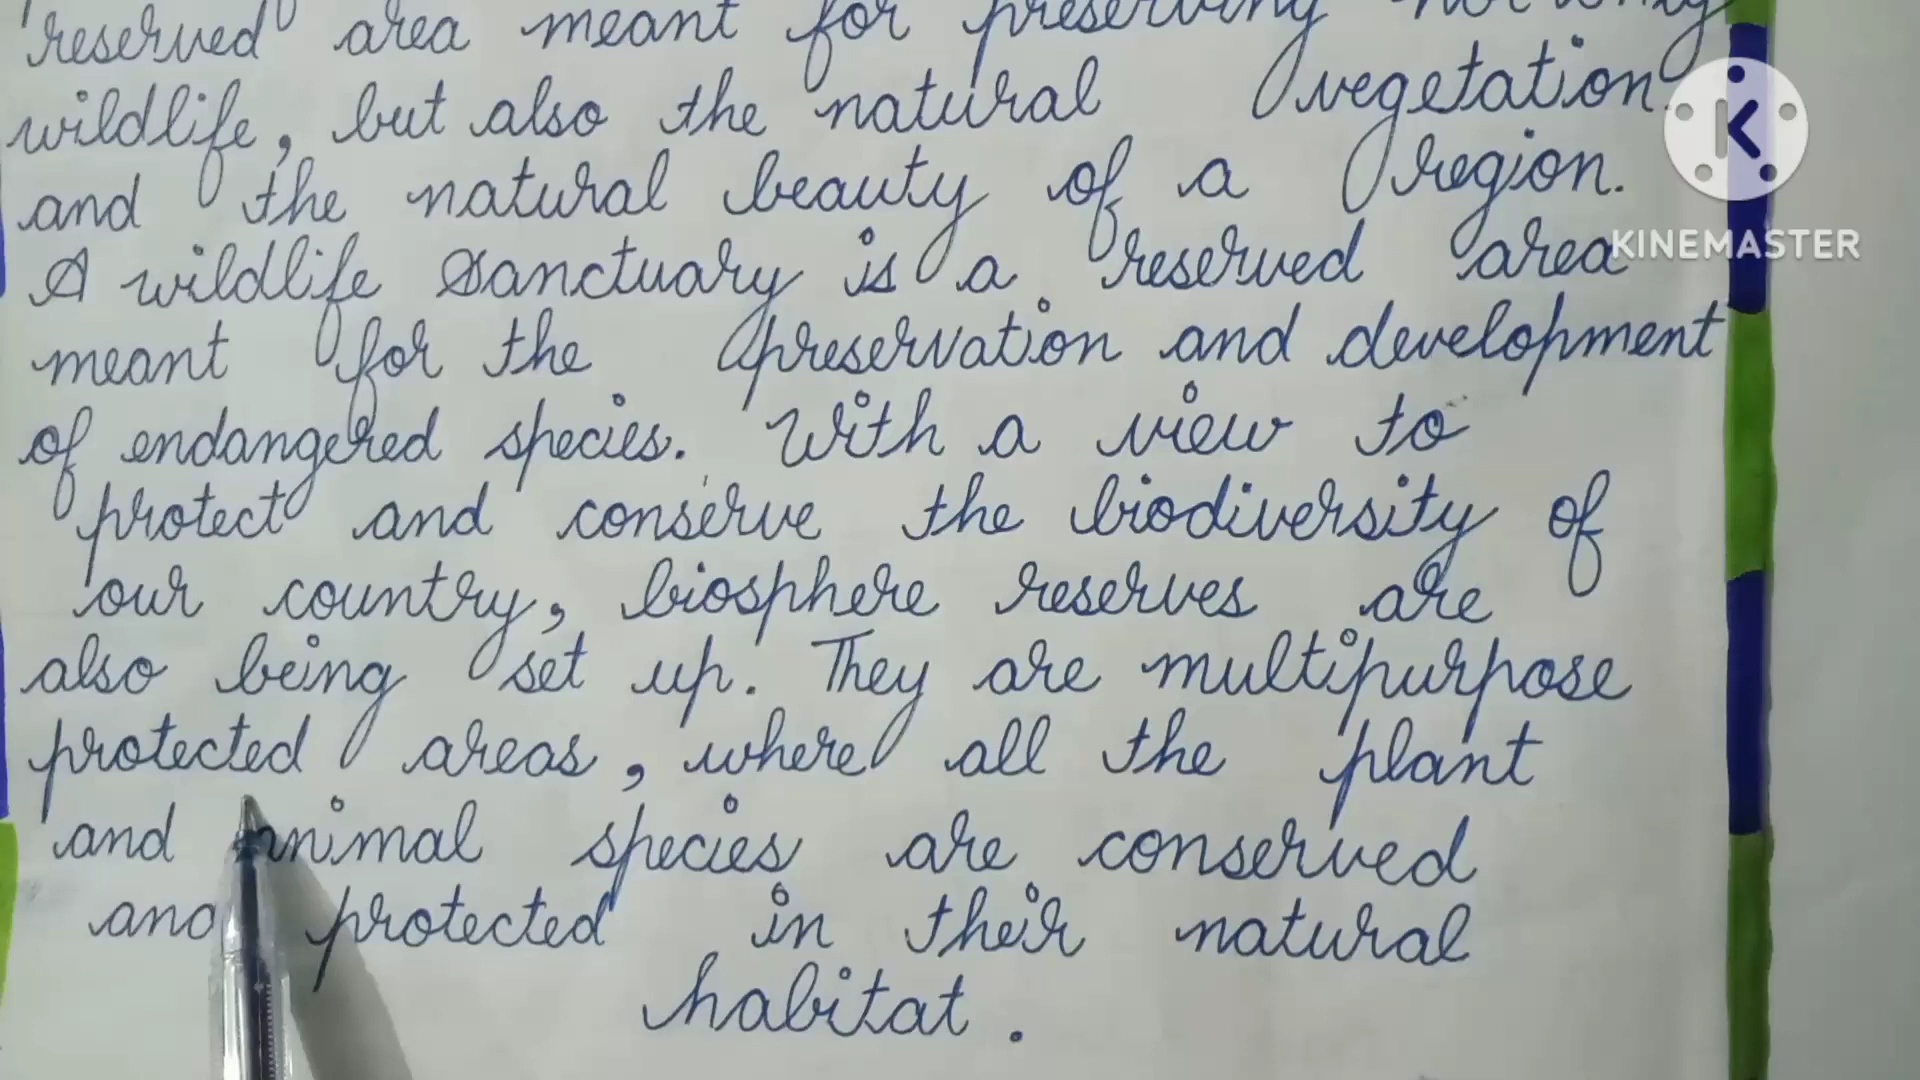 reserved area meant for preserving not only
wildlife, but also the natural vegetation
and the natural beauty of a region.
A wildlife Sanctuary is a reserved area
meant for the preservation and development
of endangered species. With a view to
protect and conserve the biodiversity of
our country, biosphere reserves are
also being set up. They are multipurpose
protected areas, where all the plant
and animal species are conserved
and protected in their natural
habitat.
KINEMASTER